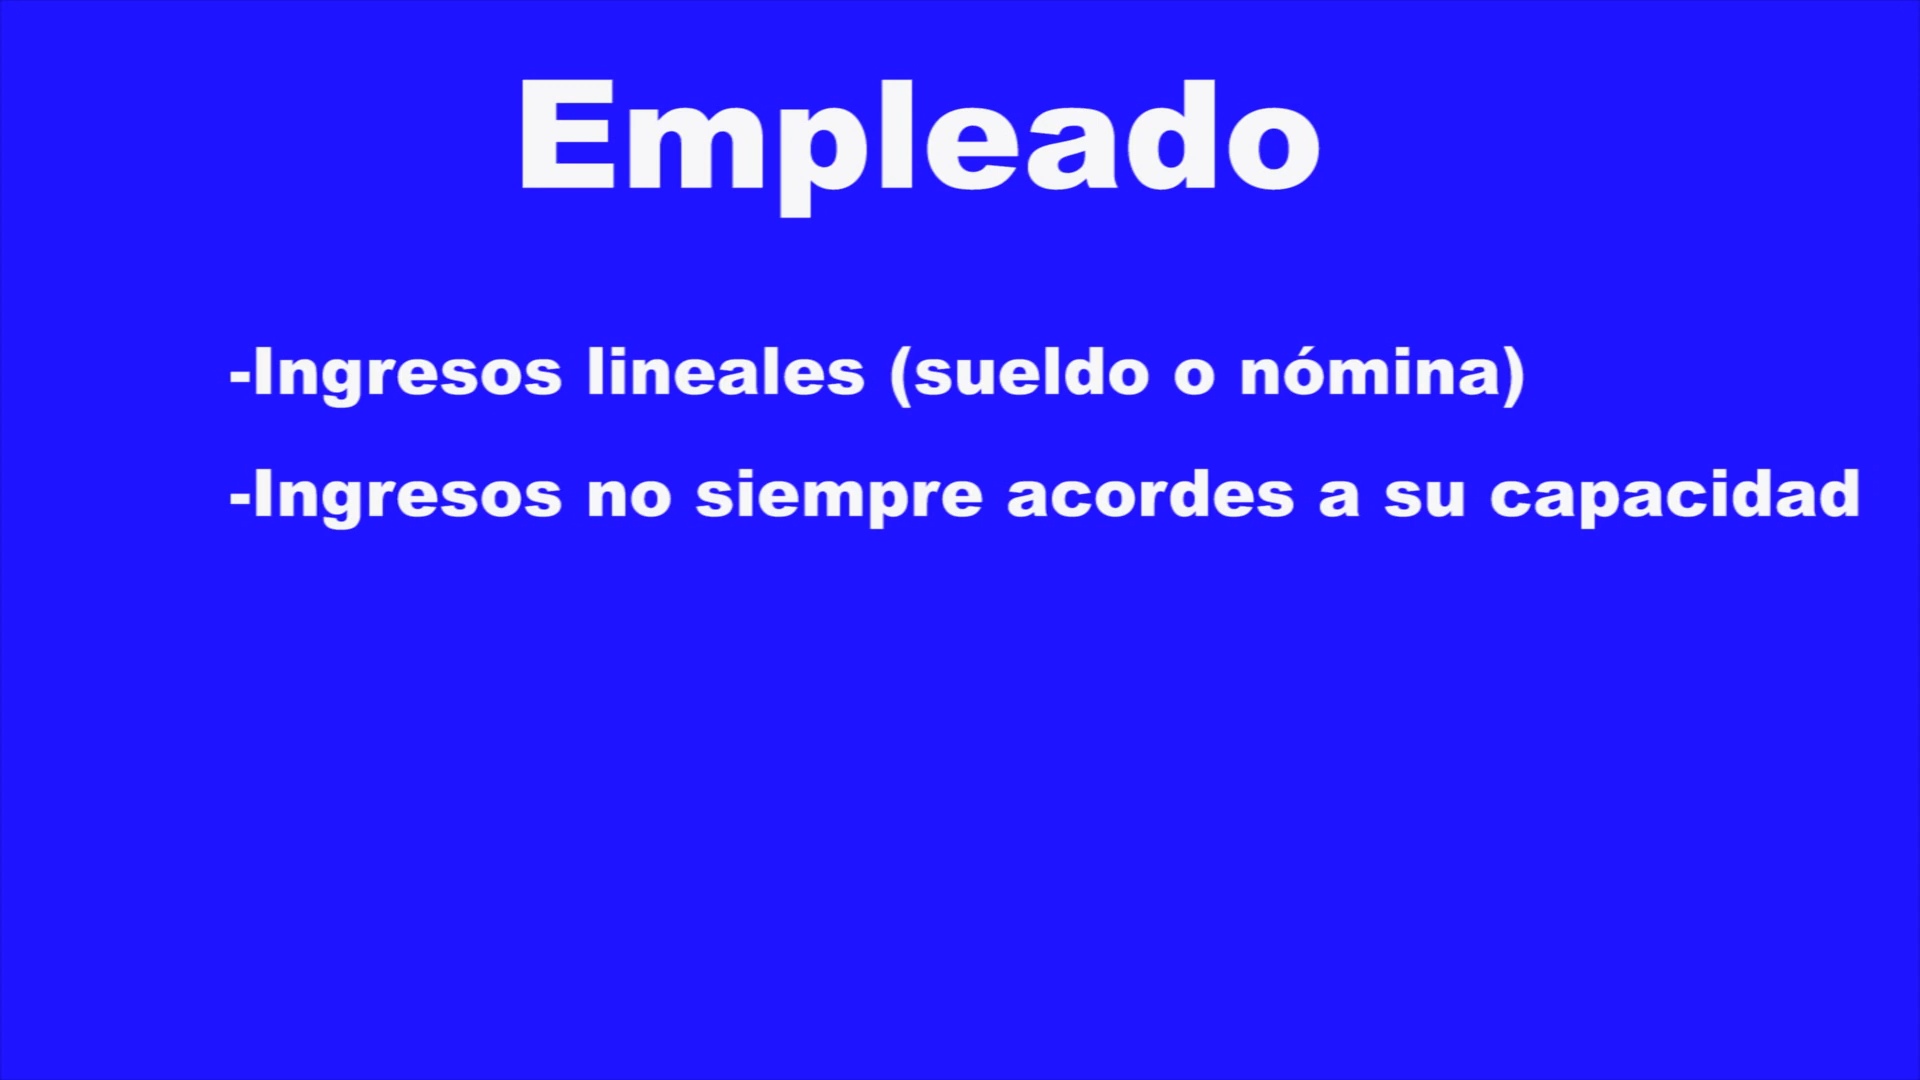 Empleado
-Ingresos lineales (sueldo o nómina)
-Ingresos no siempre acordes a su capacidad